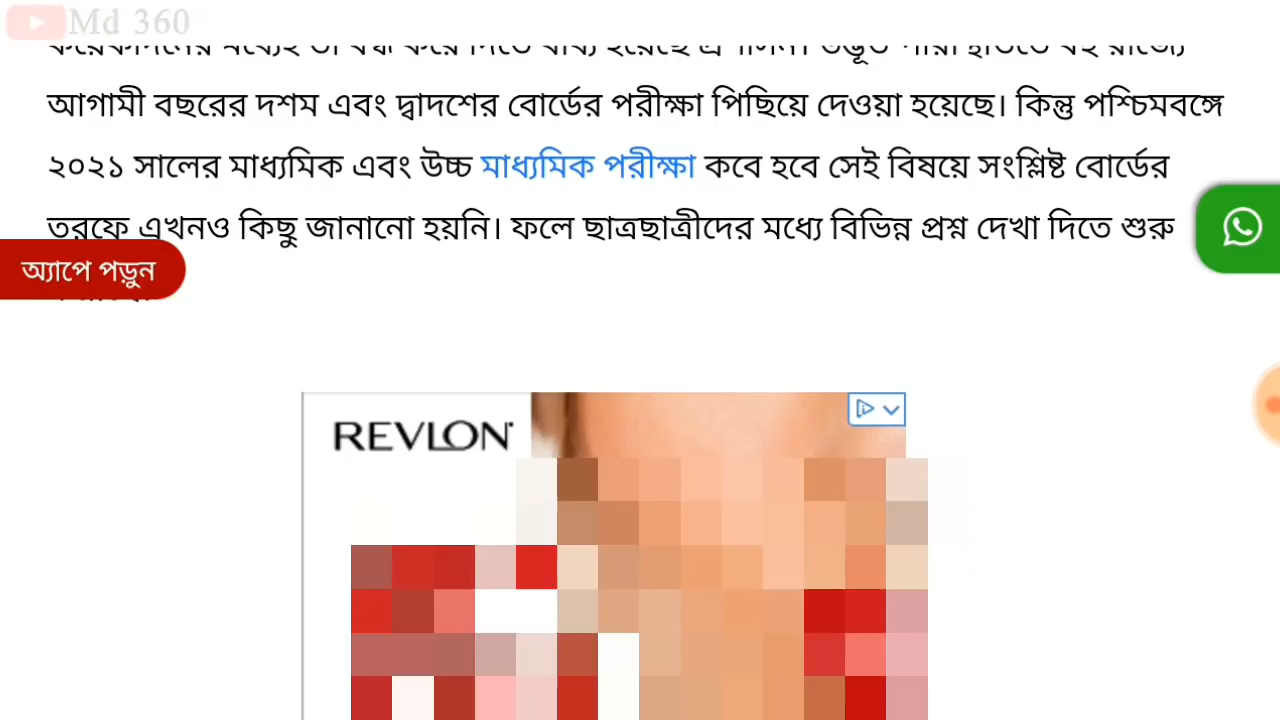 Md 360
আগামী বছরের দশম এবং দ্বাদশের বোর্ডের পরীক্ষা পিছিয়ে দেওয়া হয়েছে। কিন্তু পশ্চিমবঙ্গে
২০২১ সালের মাধ্যমিক এবং উচ্চ মাধ্যমিক পরীক্ষা কবে হবে সেই বিষয়ে সংশ্লিষ্ট বোর্ডের
তরফে এখনও কিছু জানানো হয়নি। ফলে ছাত্রছাত্রীদের মধ্যে বিভিন্ন প্রশ্ন দেখা দিতে শুরু
অ্যাপে পড়ুন
REVLON